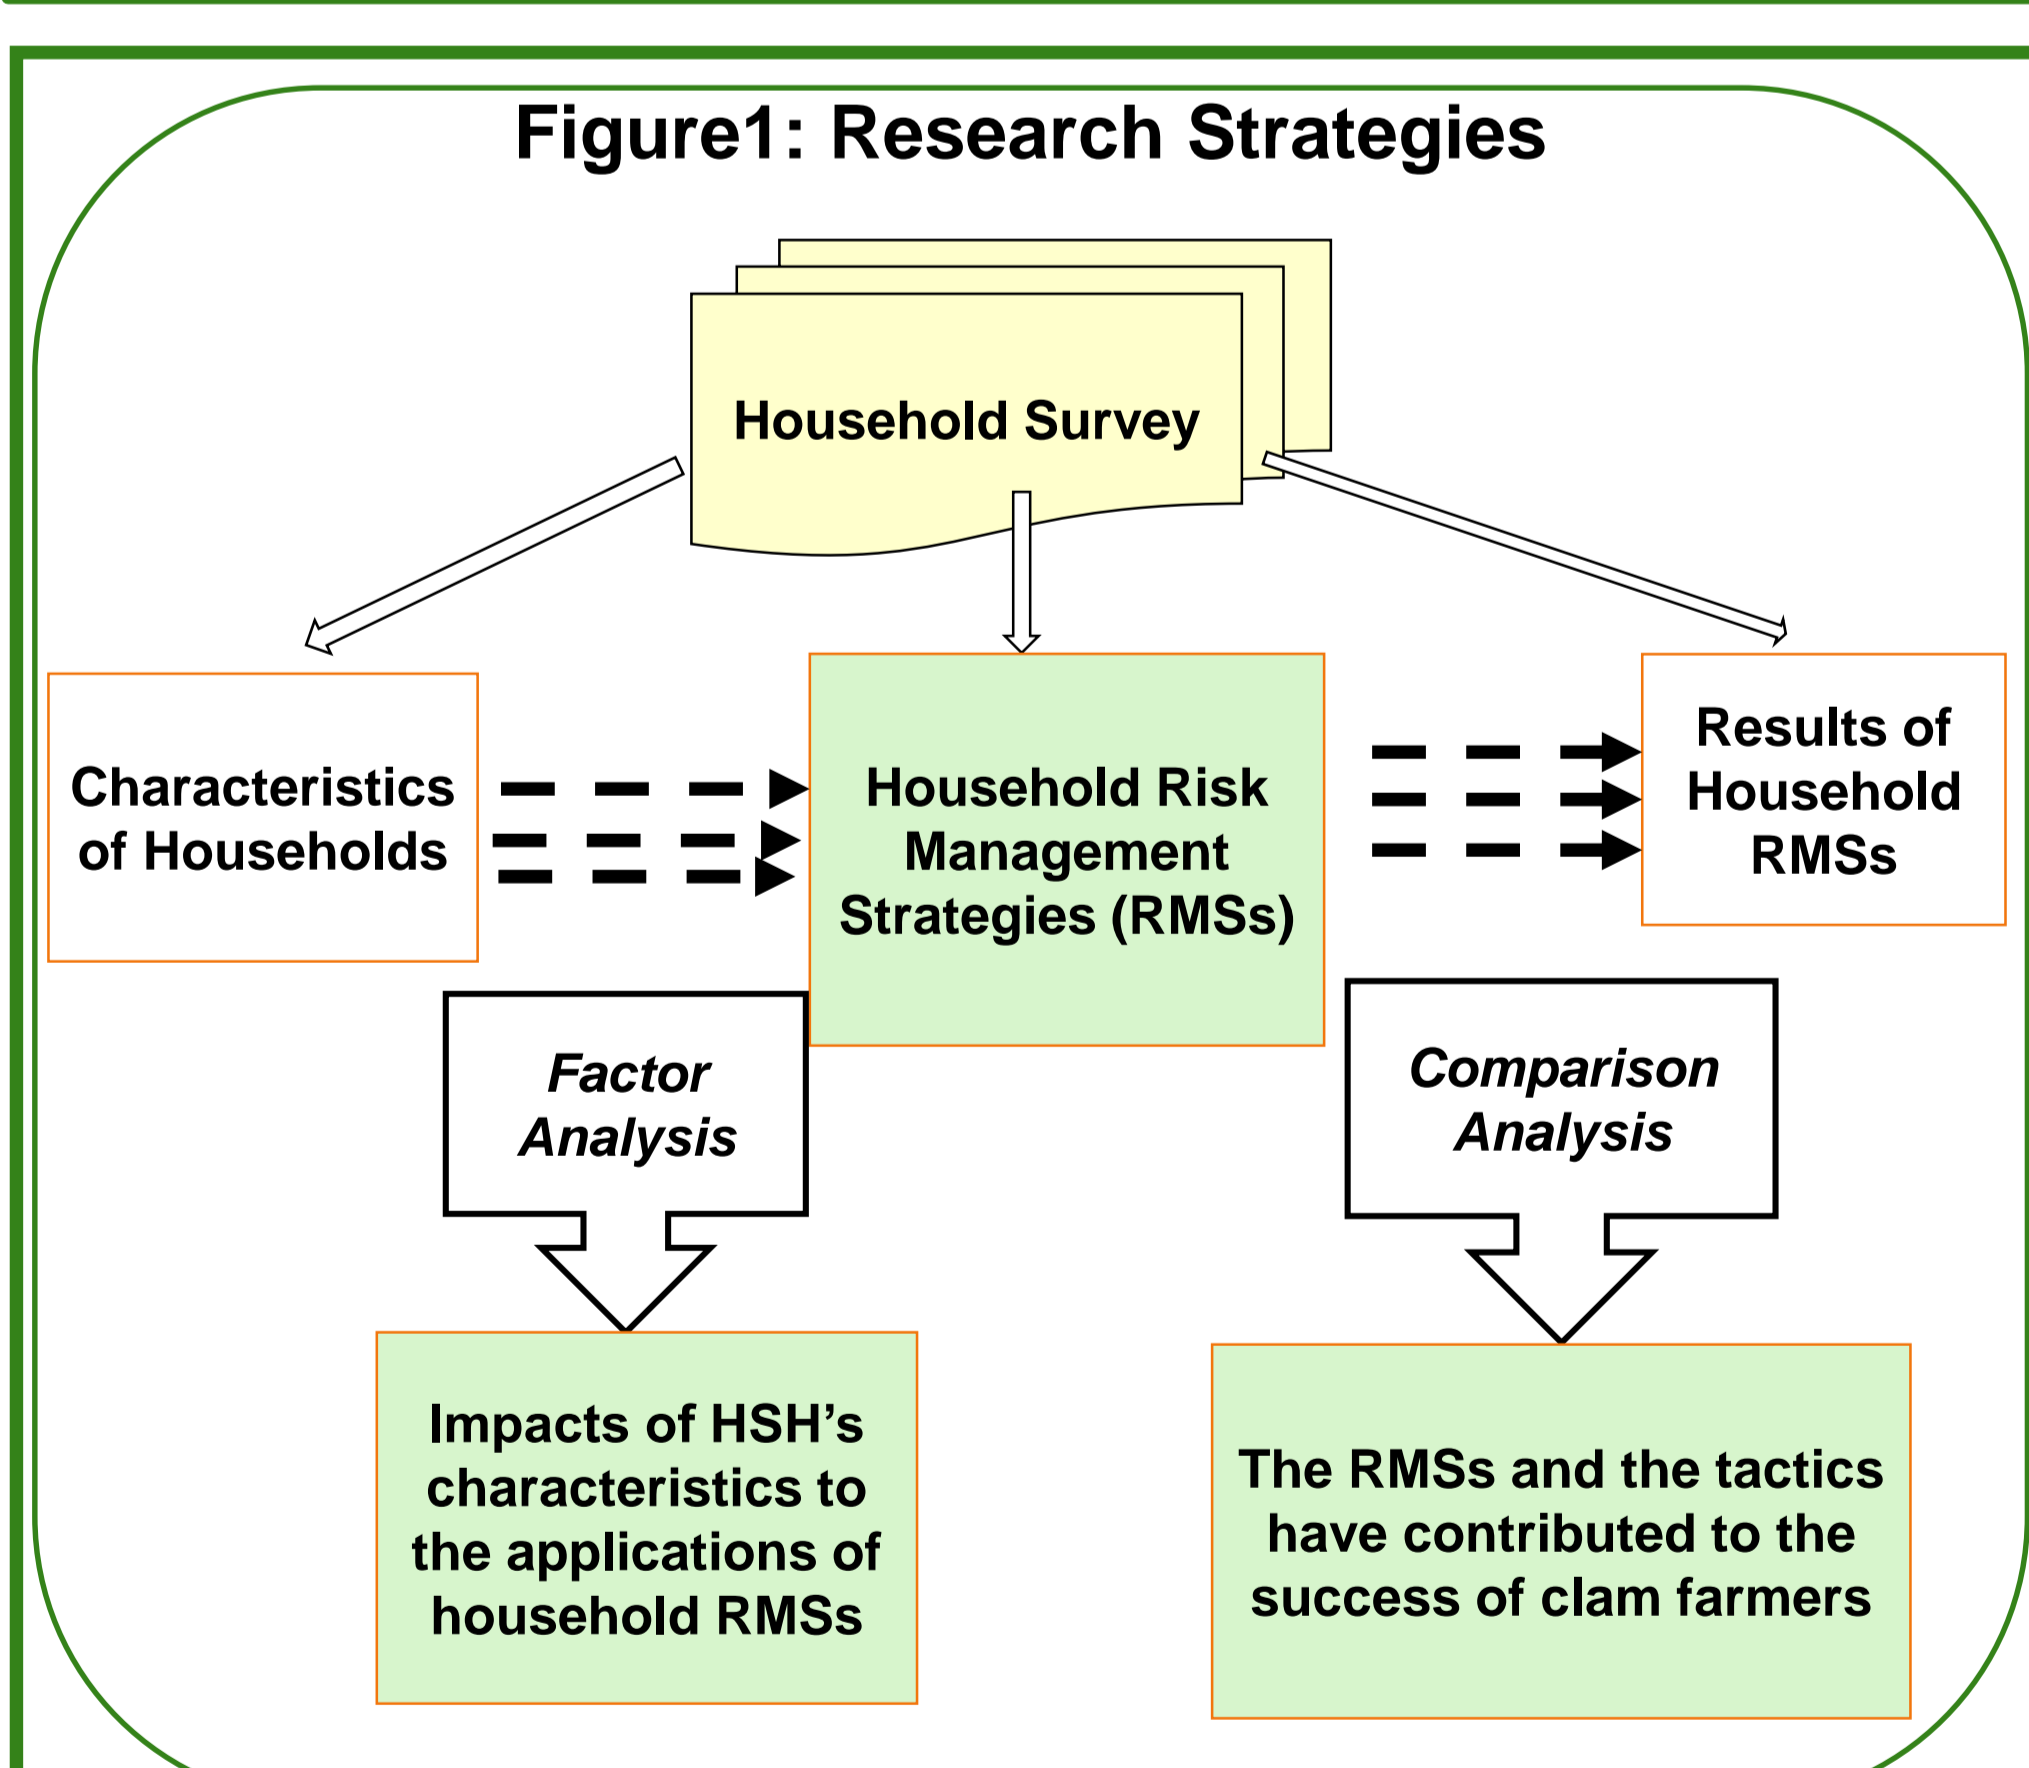 Figure1: Research Strategies
Household Survey
Characteristics
of Households
Household Risk
Management
Strategies (RMSs)
Results of
Household
RMSs
Factor
Analysis
Comparison
Analysis
Impacts of HSH's
characteristics to
the applications of
household RMSs
The RMSs and the tactics
have contributed to the
success of clam farmers